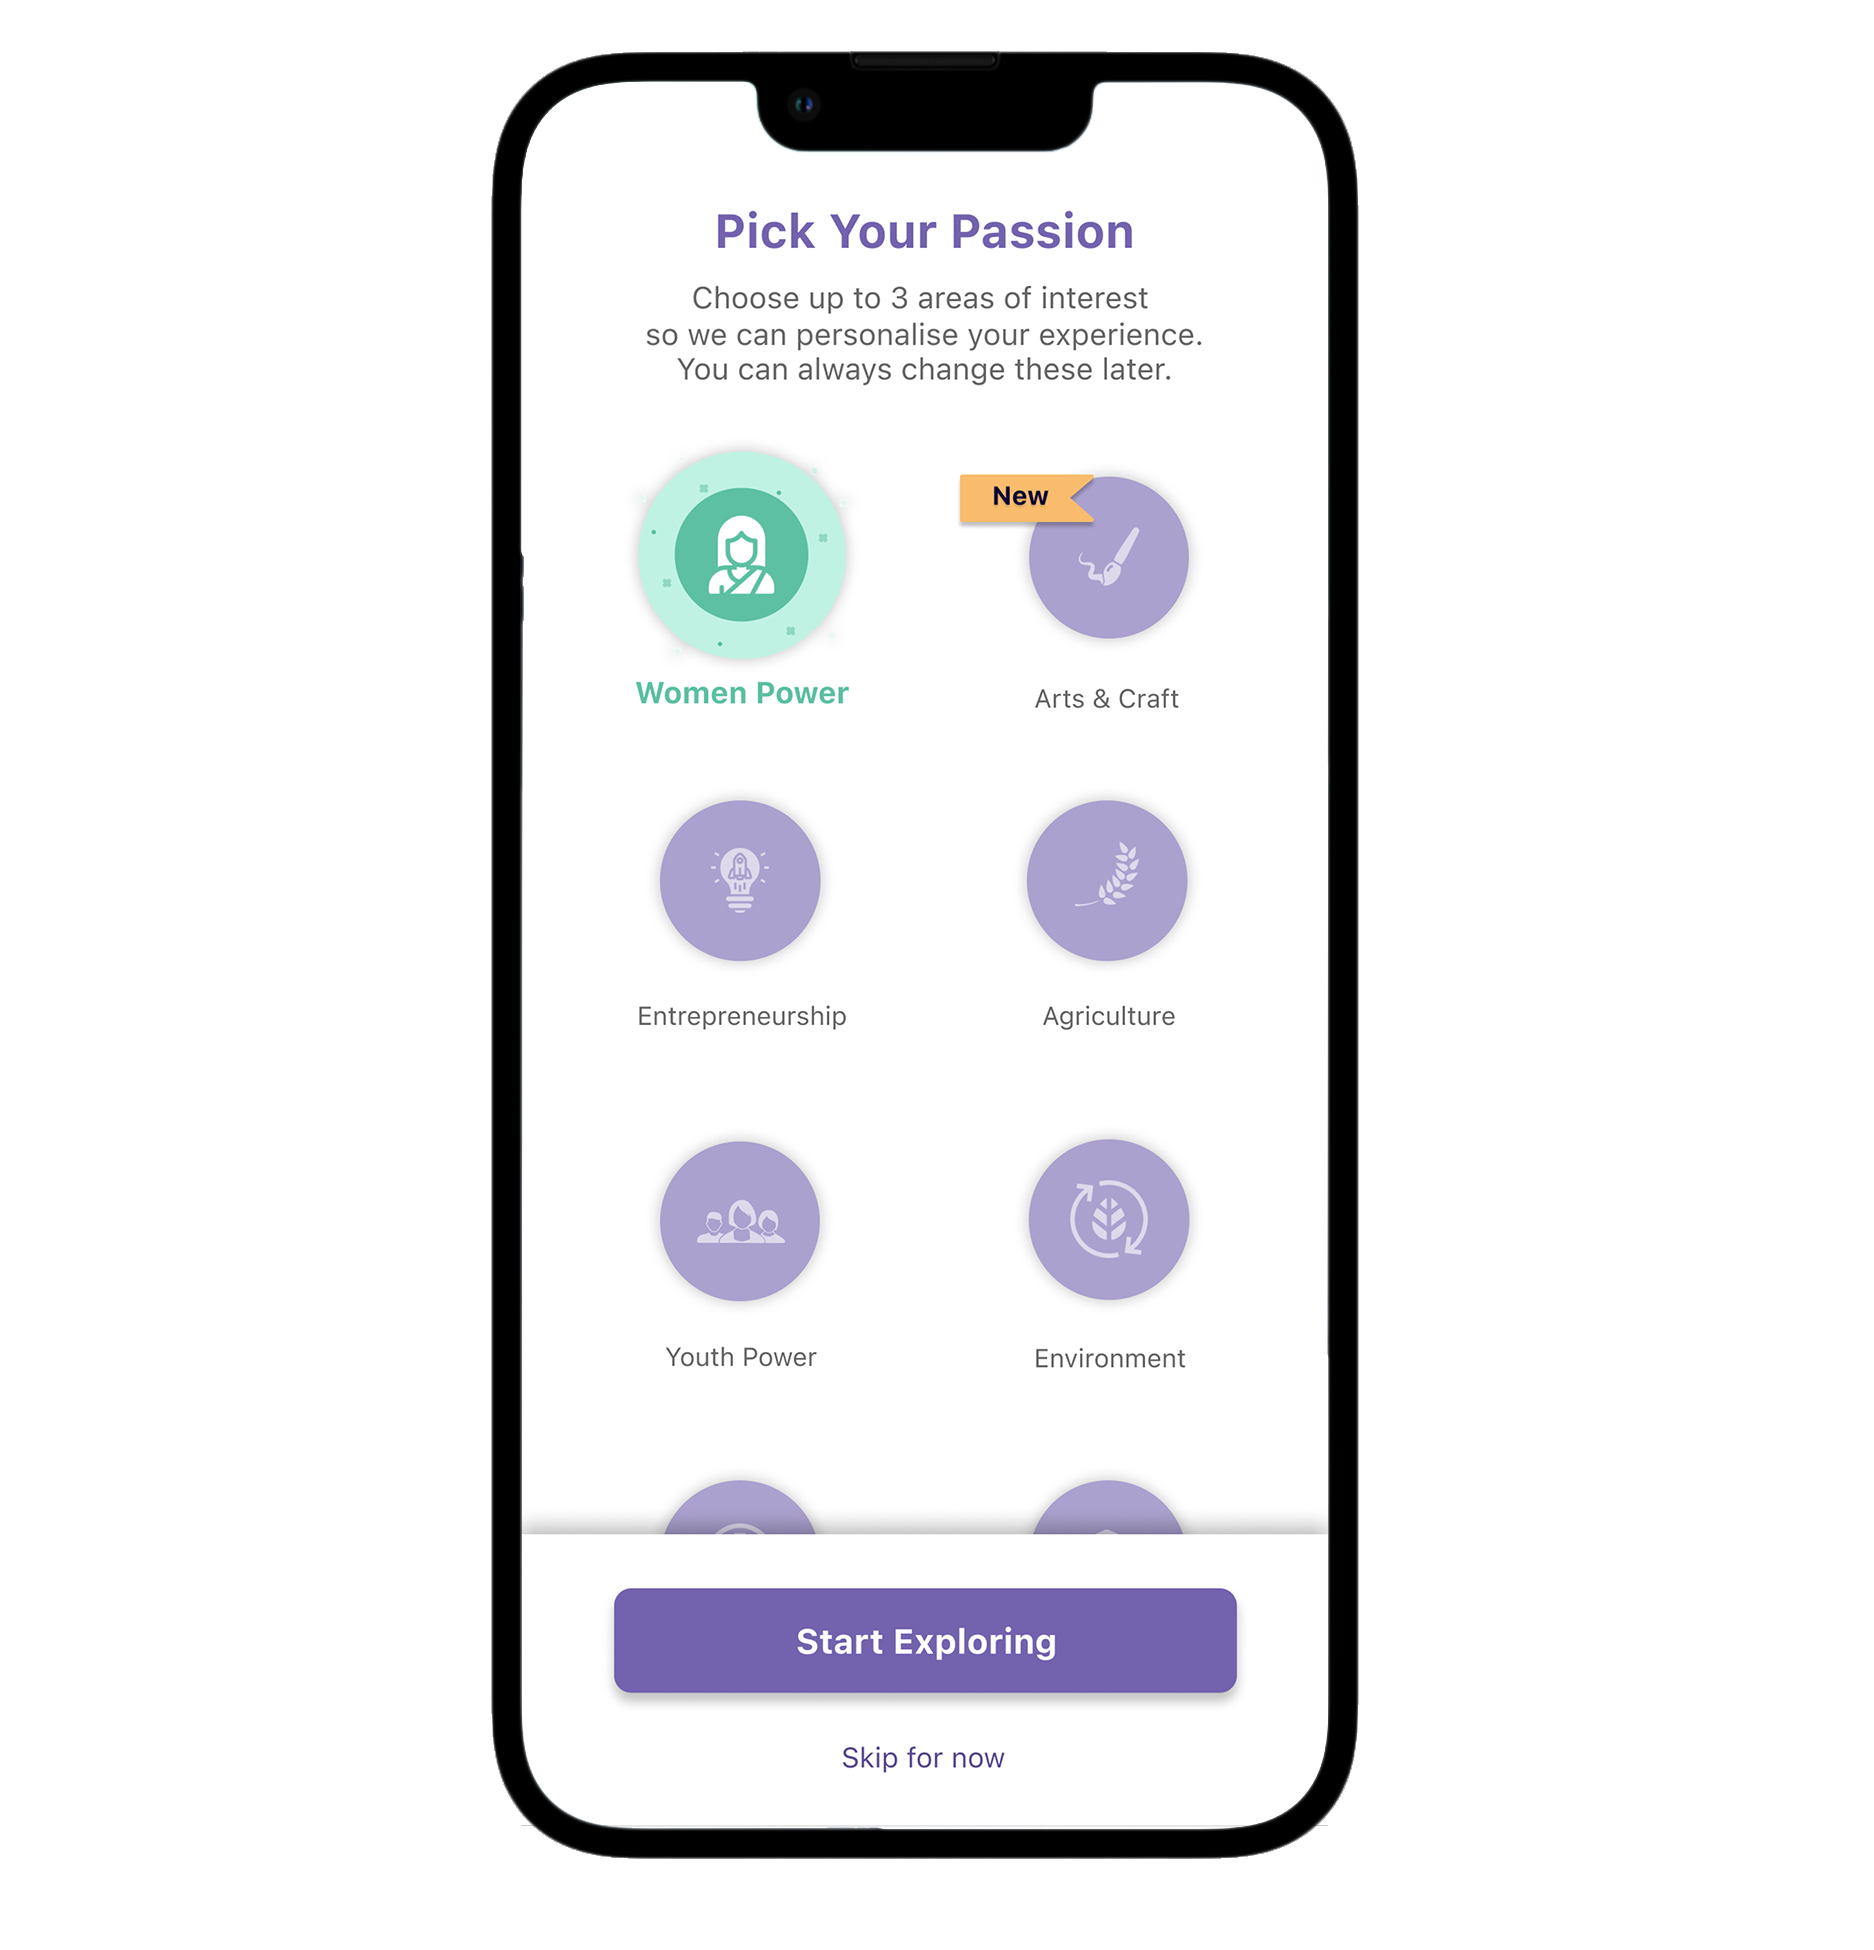 Pick Your Passion
Choose up to 3 areas of interest
so we can personalise your experience.
You can always change these later.
New
Women Power
Arts & Craft
Entrepreneurship
Agriculture
Youth Power
Environment
Start Exploring
Skip for now